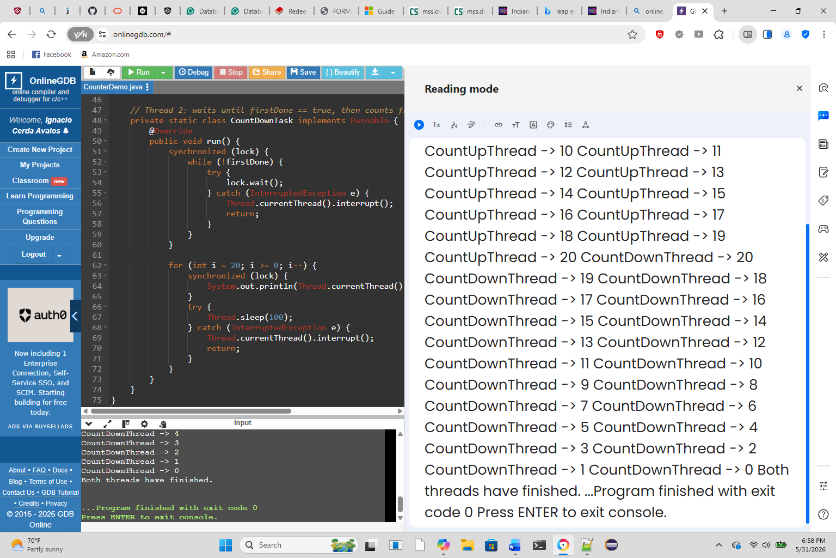 Datab
Datab
Redee
FORM
Guide
mss.d
mss.d
Indian
leap e
India
online
G
VPN
onlinegdb.com/#
Facebook
Amazon.com
OnlineGDB
online compiler and debugger for c/c++
Welcome, Ignacio
Cerda Avalos
Create New Project
My Projects
Classroom new
Learn Programming
Programming
Questions
Upgrade
Logout
auth0
Now including 1
Enterprise
Connection, Self-
Service SSO, and
SCIM. Starting
building for free
today.
ADS VIA BUYSELLADS
About • FAQ • Docs •
Blog • Terms of Use •
Contact Us • GDB Tutorial
• Credits • Privacy
© 2016 - 2026 GDB
Online
Run Debug Stop Share Save { } Beautify
CounterDemo.java
46
47 // Thread 2: waits until firstDone == true, then counts f
48 private static class CountDownTask implements Runnable {
49 @Override
50 public void run() {
51 synchronized (lock) {
52 while (!firstDone) {
53 try {
54 lock.wait();
55 } catch (InterruptedException e) {
56 Thread.currentThread().interrupt();
57 return;
58 }
59 }
60 }
61
62 for (int i = 20; i >= 0; i--) {
63 synchronized (lock) {
64 System.out.println(Thread.currentThread()
65 }
66 try {
67 Thread.sleep(100);
68 } catch (InterruptedException e) {
69 Thread.currentThread().interrupt();
70 return;
71 }
72 }
73 }
74 }
75 }
input
CountDownThread -> 4
CountDownThread -> 3
CountDownThread -> 2
CountDownThread -> 1
CountDownThread -> 0
Both threads have finished.
...Program finished with exit code 0
Press ENTER to exit console.
Reading mode
1x
CountUpThread -> 10 CountUpThread -> 11
CountUpThread -> 12 CountUpThread -> 13
CountUpThread -> 14 CountUpThread -> 15
CountUpThread -> 16 CountUpThread -> 17
CountUpThread -> 18 CountUpThread -> 19
CountUpThread -> 20 CountDownThread -> 20
CountDownThread -> 19 CountDownThread -> 18
CountDownThread -> 17 CountDownThread -> 16
CountDownThread -> 15 CountDownThread -> 14
CountDownThread -> 13 CountDownThread -> 12
CountDownThread -> 11 CountDownThread -> 10
CountDownThread -> 9 CountDownThread -> 8
CountDownThread -> 7 CountDownThread -> 6
CountDownThread -> 5 CountDownThread -> 4
CountDownThread -> 3 CountDownThread -> 2
CountDownThread -> 1 CountDownThread -> 0 Both
threads have finished. ...Program finished with exit
code 0 Press ENTER to exit console.
70°F
Partly sunny
Search
6:58 PM
5/31/2026